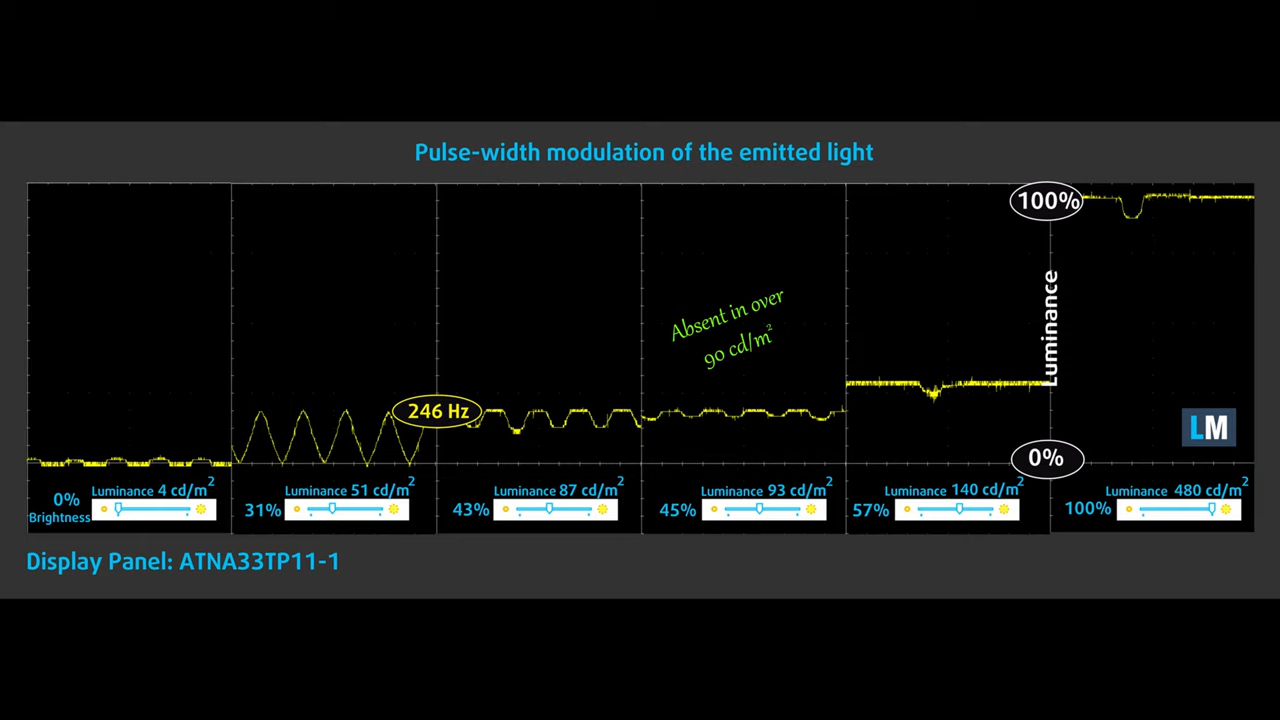 Pulse-width modulation of the emitted light
100%
Absent in over
90 cd/m²
Luminance
246 Hz
LM
0%
0%
Brightness
Luminance 4 cd/m²
31%
Luminance 51 cd/m²
43%
Luminance 87 cd/m²
45%
Luminance 93 cd/m²
57%
Luminance 140 cd/m²
100%
Luminance 480 cd/m²
Display Panel: ATNA33TP11-1